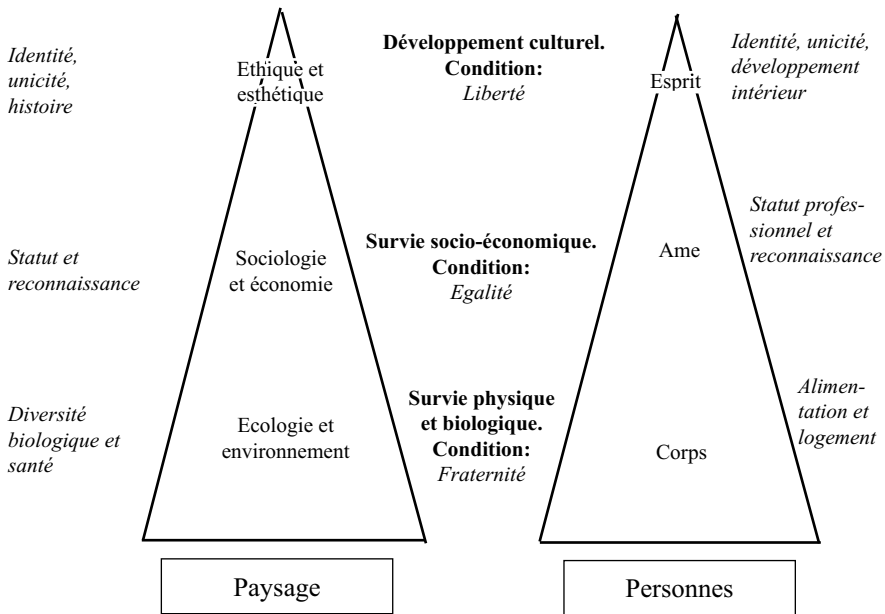 Identité,
unicité,
histoire
Ethique et
esthétique
Développement culturel.
Condition:
Liberté
Esprit
Identité, unicité,
développement
intérieur
Statut et
reconnaissance
Sociologie
et économie
Survie socio-économique.
Condition:
Egalité
Ame
Statut profes-
sionnel et
reconnaissance
Diversité
biologique et
santé
Ecologie et
environnement
Survie physique
et biologique.
Condition:
Fraternité
Corps
Alimen-
tation et
logement
Paysage
Personnes